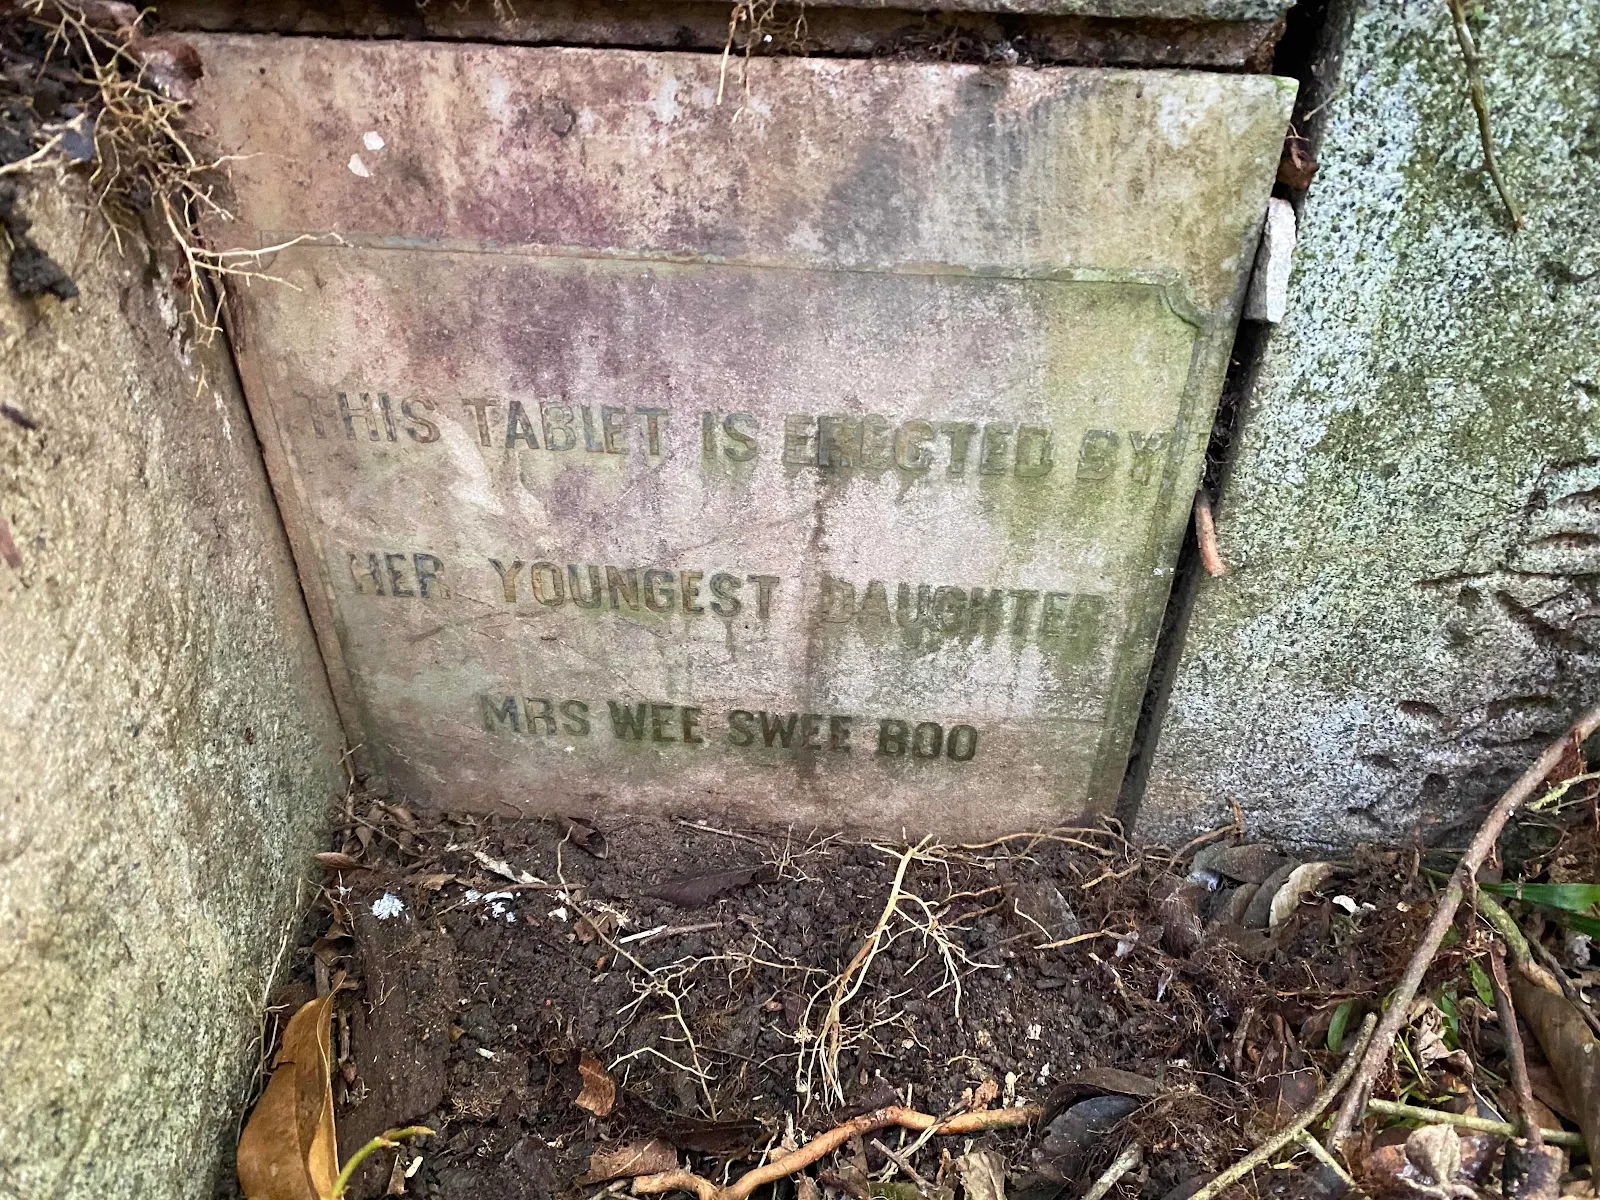 THIS TABLET IS ERECTED BY
HER YOUNGEST DAUGHTER
MRS WEE SWEE BOO